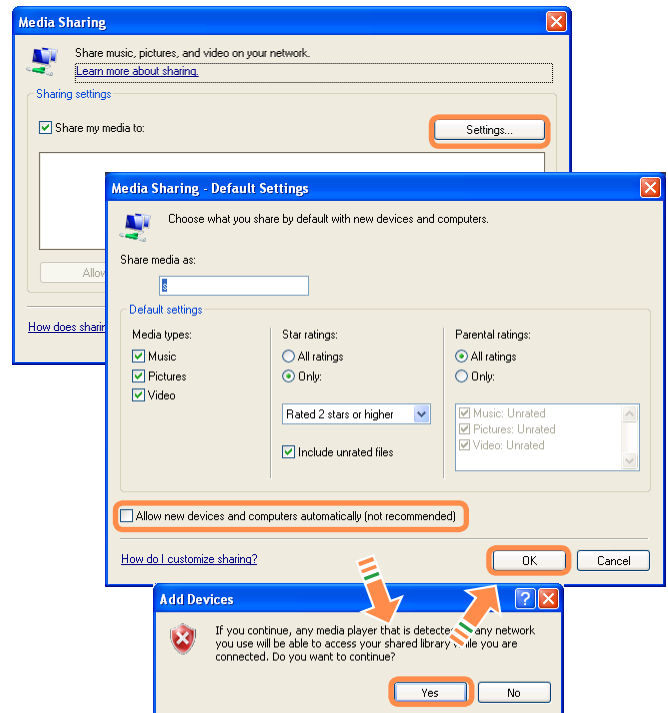 Media Sharing
Share music, pictures, and video on your network.
Learn more about sharing.
Sharing settings
Share my media to:
Settings...
Allow
How does sharin
Media Sharing - Default Settings
Choose what you share by default with new devices and computers.
Share media as:
s
Default settings
Media types:
Music
Pictures
Video
Star ratings:
All ratings
Only:
Rated 2 stars or higher
Include unrated files
Parental ratings:
All ratings
Only:
Music: Unrated
Pictures: Unrated
Video: Unrated
Allow new devices and computers automatically (not recommended)
How do I customize sharing?
OK
Cancel
Add Devices
If you continue, any media player that is detected any network
you use will be able to access your shared library while you are
connected. Do you want to continue?
Yes
No